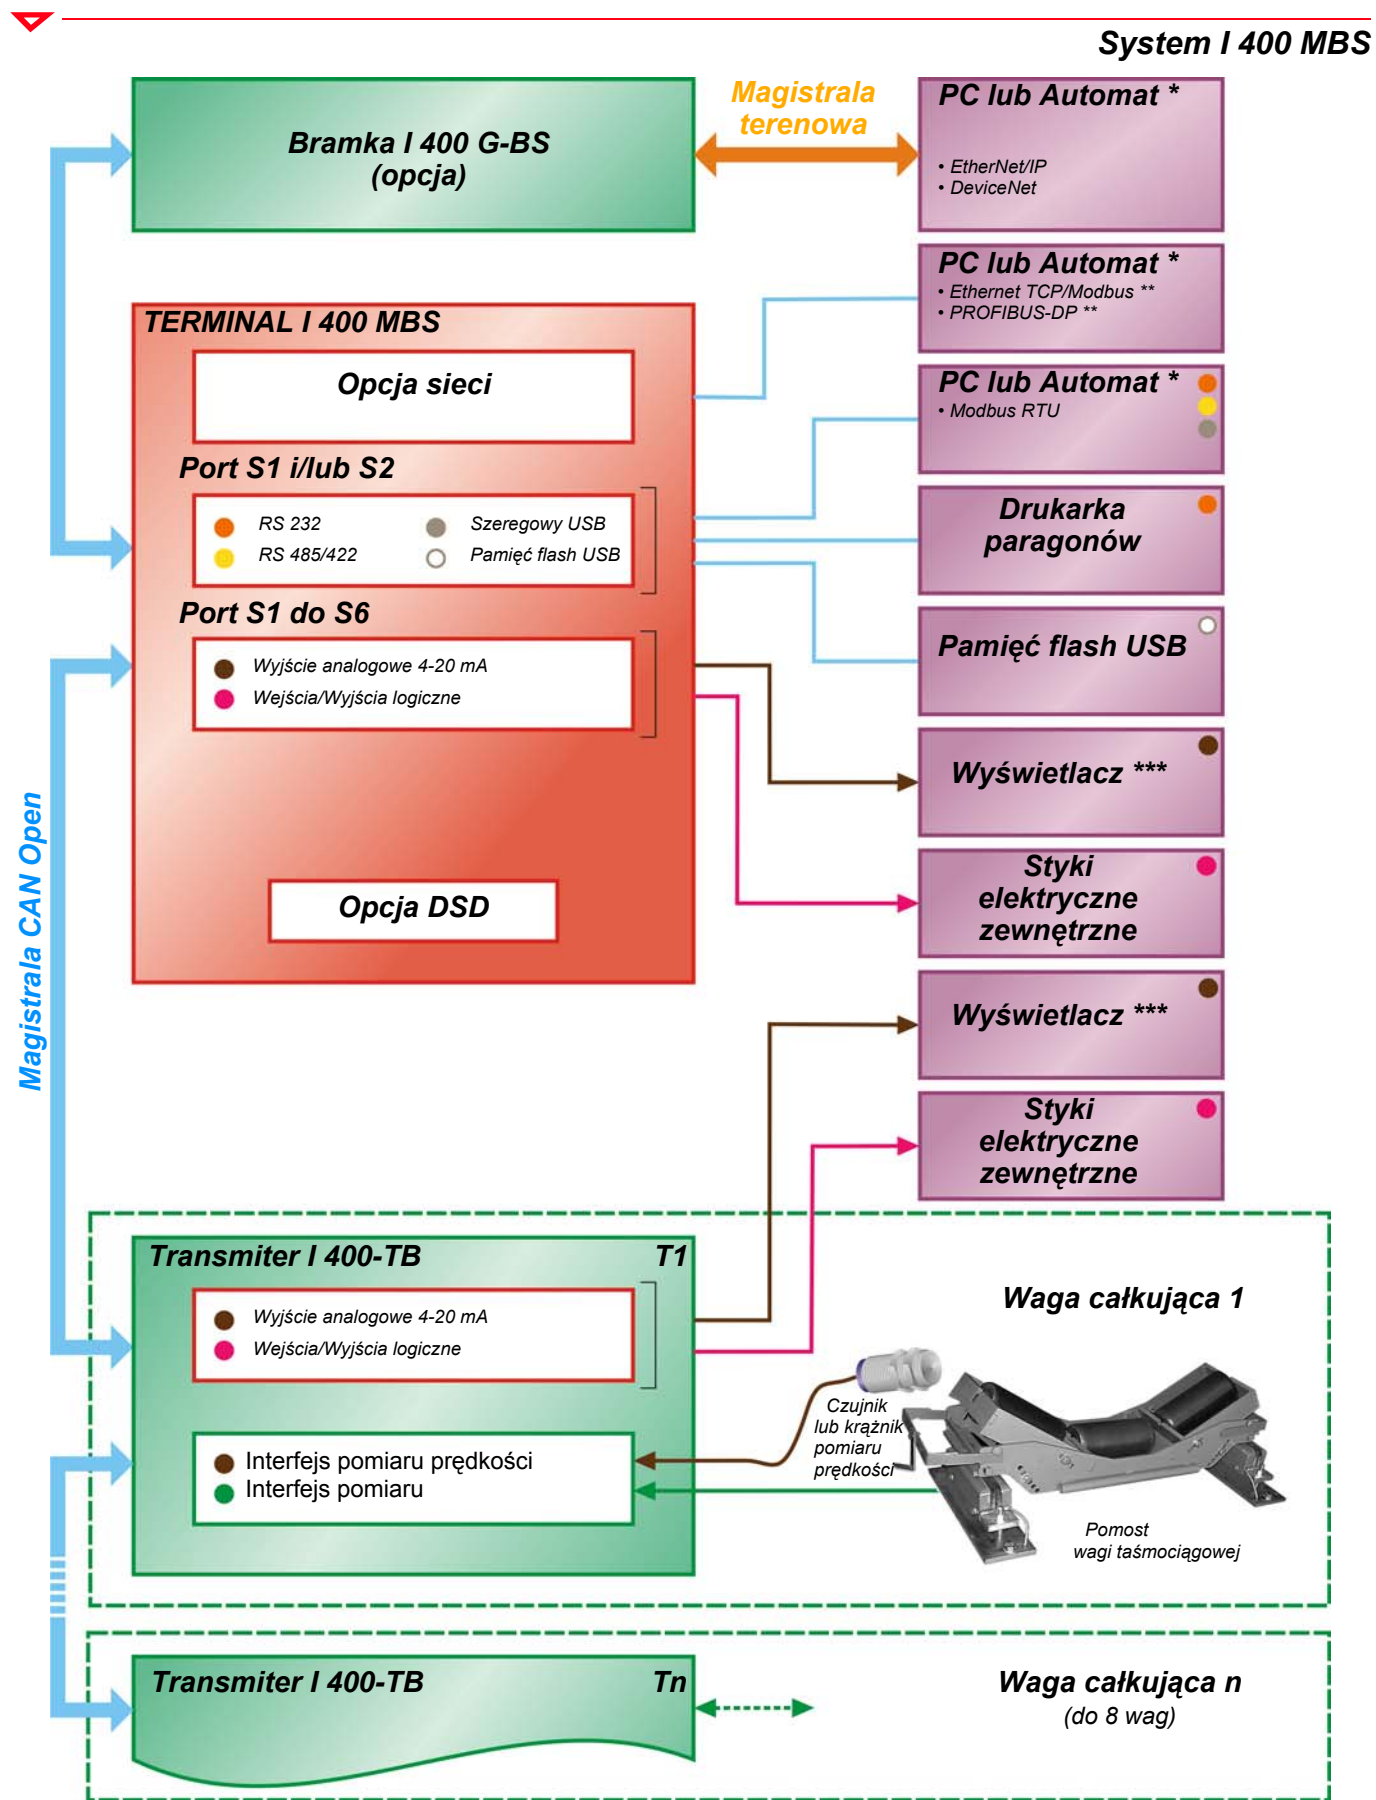 System I 400 MBS
Bramka I 400 G-BS
(opcja)
Magistrala
terenowa
PC lub Automat *
• EtherNet/IP
• DeviceNet
PC lub Automat *
• Ethernet TCP/Modbus **
• PROFIBUS-DP **
TERMINAL I 400 MBS
Opcja sieci
PC lub Automat *
• Modbus RTU
Port S1 i/lub S2
RS 232
Szeregowy USB
RS 485/422
Pamięć flash USB
Drukarka
paragonów
Port S1 do S6
Wyjście analogowe 4-20 mA
Wejścia/Wyjścia logiczne
Pamięć flash USB
Wyświetlacz ***
Opcja DSD
Styki
elektryczne
zewnętrzne
Magistrala CAN Open
Wyświetlacz ***
Styki
elektryczne
zewnętrzne
Transmiter I 400-TB
T1
Wyjście analogowe 4-20 mA
Wejścia/Wyjścia logiczne
Waga całkująca 1
Czujnik
lub krążnik
pomiaru
prędkości
Interfejs pomiaru prędkości
Interfejs pomiaru
Pomost
wagi taśmociągowej
Transmiter I 400-TB
Tn
Waga całkująca n
(do 8 wag)